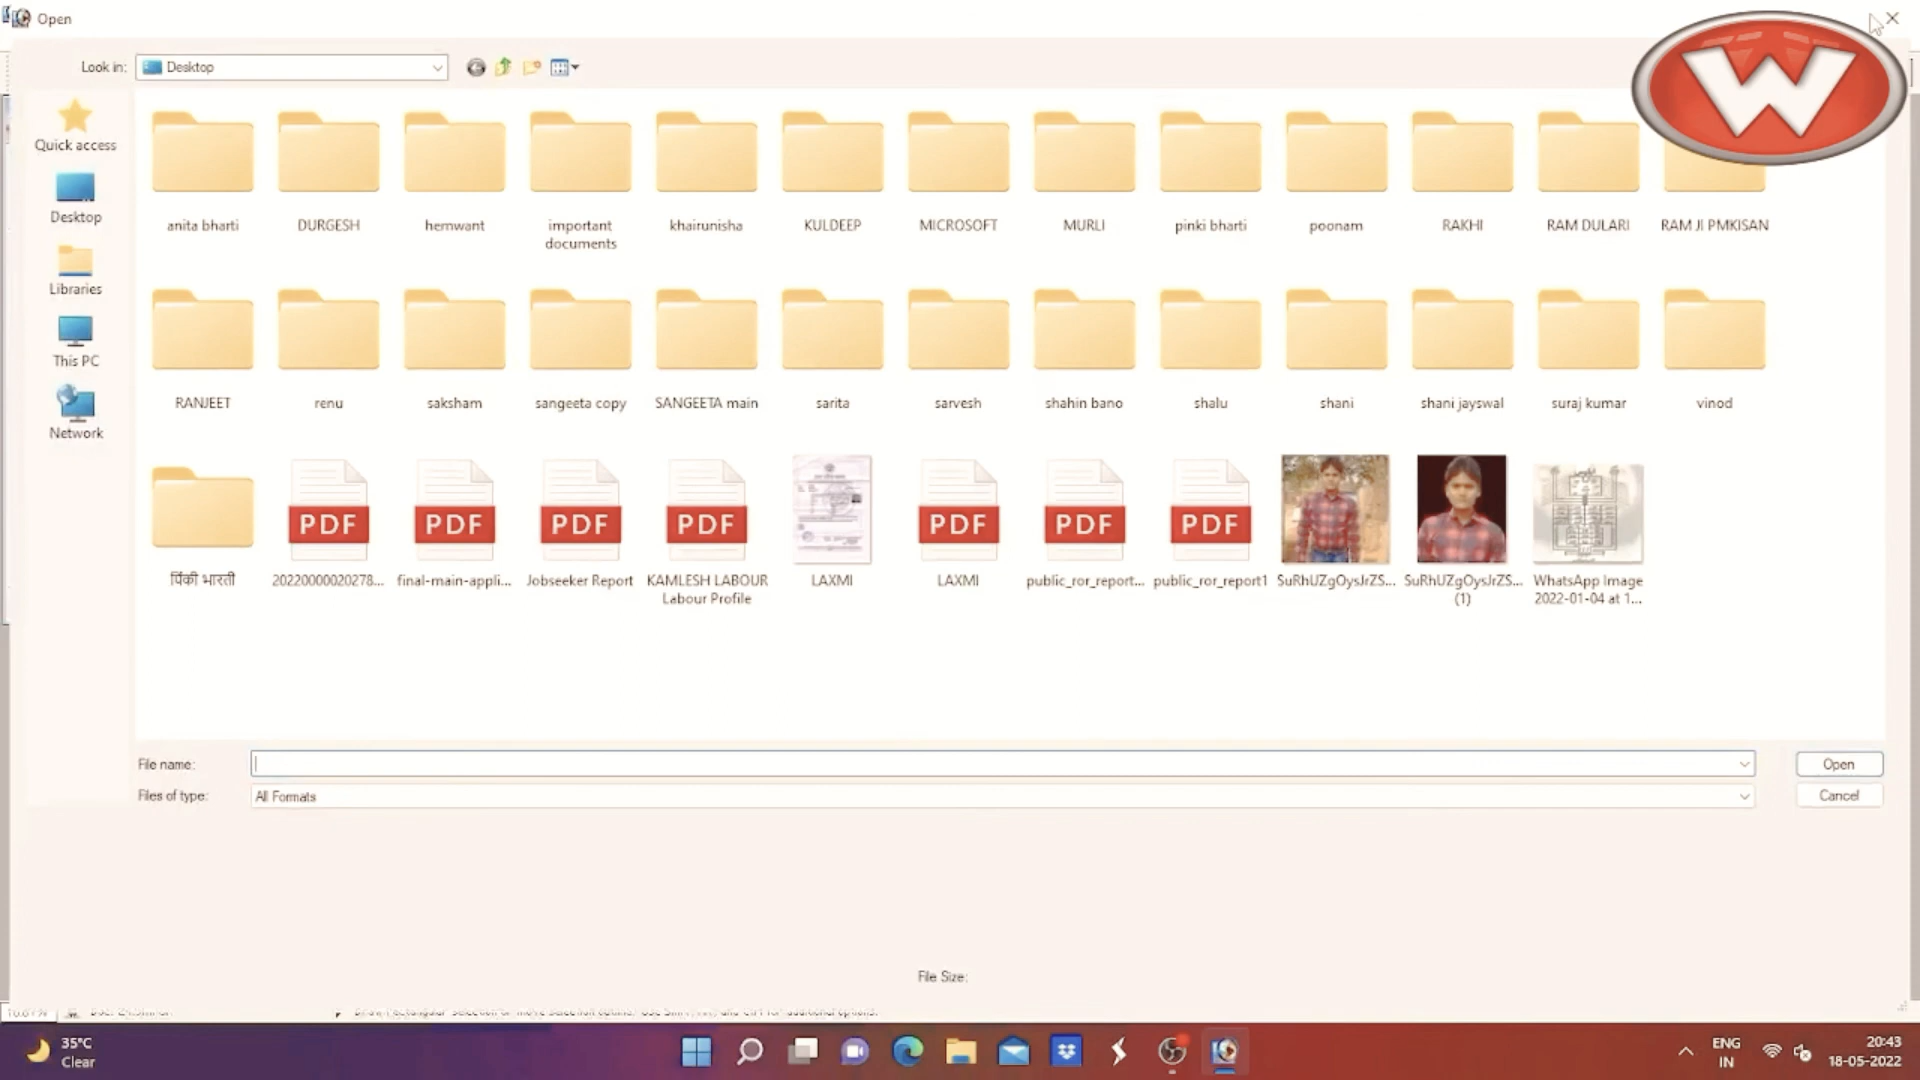 Open
Look in:
Desktop
W
Quick access
Desktop
Libraries
This PC
Network
anita bharti
DURGESH
hemwant
important
documents
khairunisha
KULDEEP
MICROSOFT
MURLI
pinki bharti
poonam
RAKHI
RAM DULARI
RAM JI PMKISAN
RANJEET
renu
saksham
sangeeta copy
SANGEETA main
sarita
sarvesh
shahin bano
shalu
shani
shani jayswal
suraj kumar
vinod
PDF
PDF
PDF
PDF
PDF
PDF
PDF
पिंकी भारती
20220000020278...
final-main-appli...
Jobseeker Report
KAMLESH LABOUR
Labour Profile
LAXMI
LAXMI
public_ror_report...
public_ror_report1
SuRhUZgOysJrZS...
SuRhUZgOysJrZS...
(1)
WhatsApp Image
2022-01-04 at 1...
File name:
Open
Files of type:
All Formats
Cancel
File Size:
35°C
Clear
ENG
IN
20:43
18-05-2022